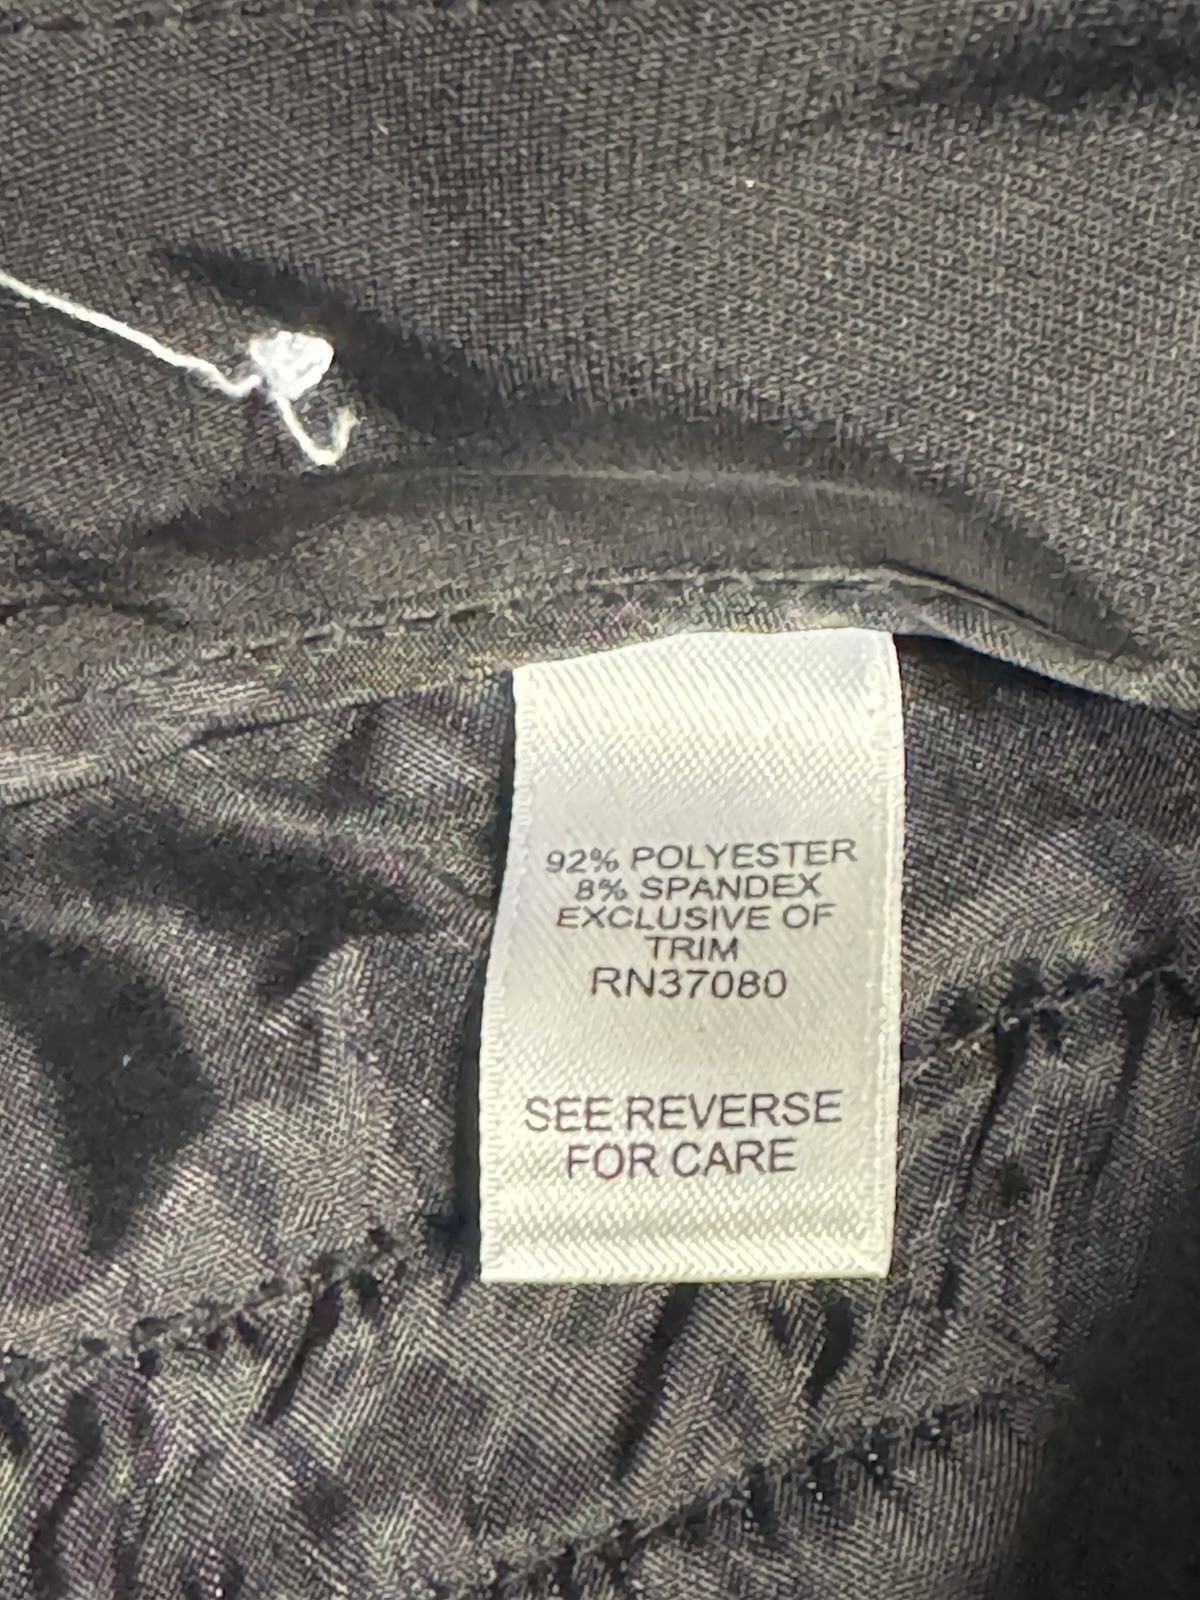 92% POLYESTER
8% SPANDEX
EXCLUSIVE OF
TRIM
RN37080
SEE REVERSE
FOR CARE